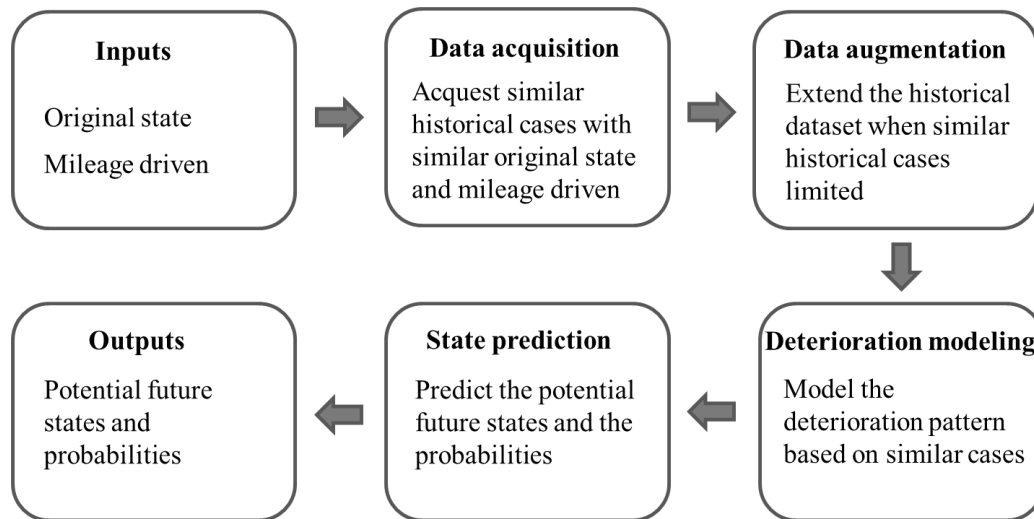 Inputs
Original state
Mileage driven
Data acquisition
Acquest similar
historical cases with
similar original state
and mileage driven
Data augmentation
Extend the historical
dataset when similar
historical cases
limited
Deterioration modeling
Model the
deterioration pattern
based on similar cases
State prediction
Predict the potential
future states and the
probabilities
Outputs
Potential future
states and
probabilities